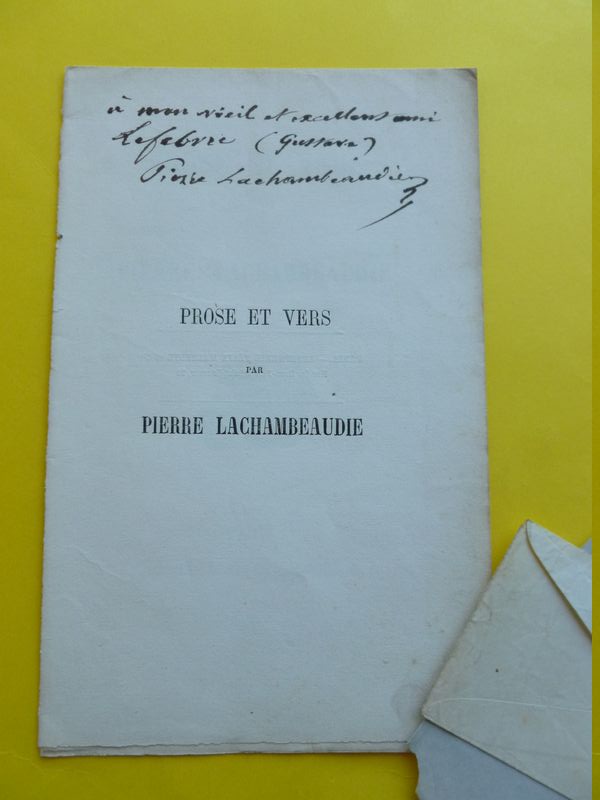 à mon vieil et excellent ami
Lefebvre (Gustave)
Pierre Lachambeaudie
PROSE ET VERS
PAR
PIERRE LACHAMBEAUDIE